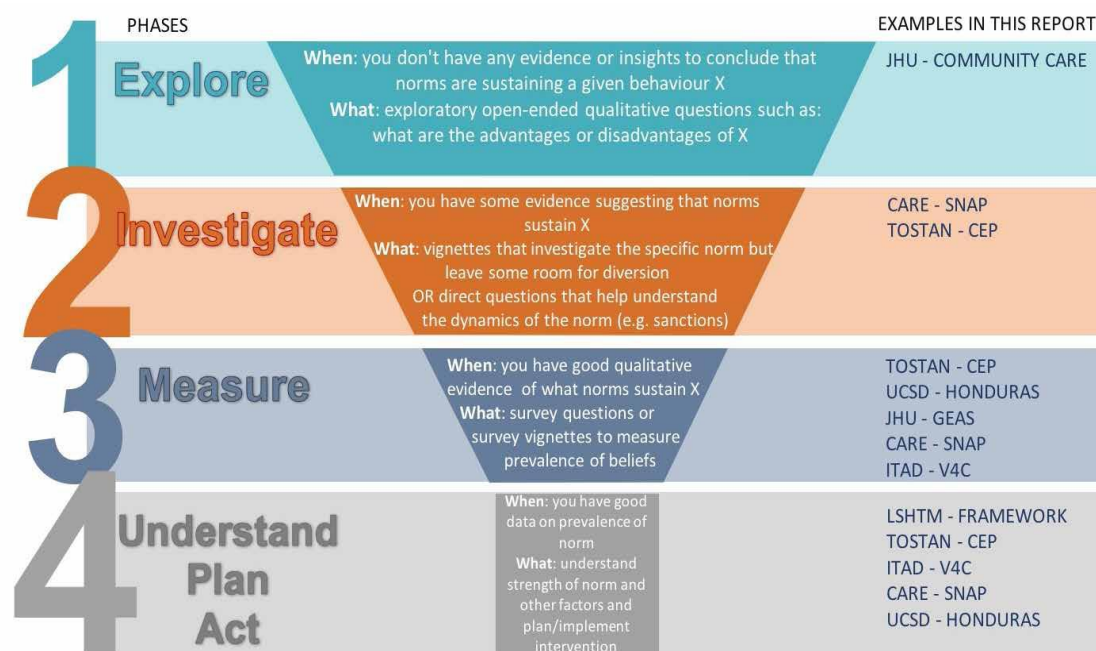 PHASES
EXAMPLES IN THIS REPORT
1
Explore
When: you don't have any evidence or insights to conclude that
norms are sustaining a given behaviour X
What: exploratory open-ended qualitative questions such as:
what are the advantages or disadvantages of X
JHU - COMMUNITY CARE
2
Investigate
When: you have some evidence suggesting that norms
sustain X
What: vignettes that investigate the specific norm but
leave some room for diversion
OR direct questions that help understand
the dynamics of the norm (e.g. sanctions)
CARE - SNAP
TOSTAN - CEP
3
Measure
When: you have good qualitative
evidence of what norms sustain X
What: survey questions or
survey vignettes to measure
prevalence of beliefs
TOSTAN - CEP
UCSD - HONDURAS
JHU - GEAS
CARE - SNAP
ITAD - V4C
4
Understand
Plan
Act
When: you have good
data on prevalence of
norm
What: understand
strength of norm and
other factors and
plan/implement
intervention
LSHTM - FRAMEWORK
TOSTAN - CEP
ITAD - V4C
CARE - SNAP
UCSD - HONDURAS